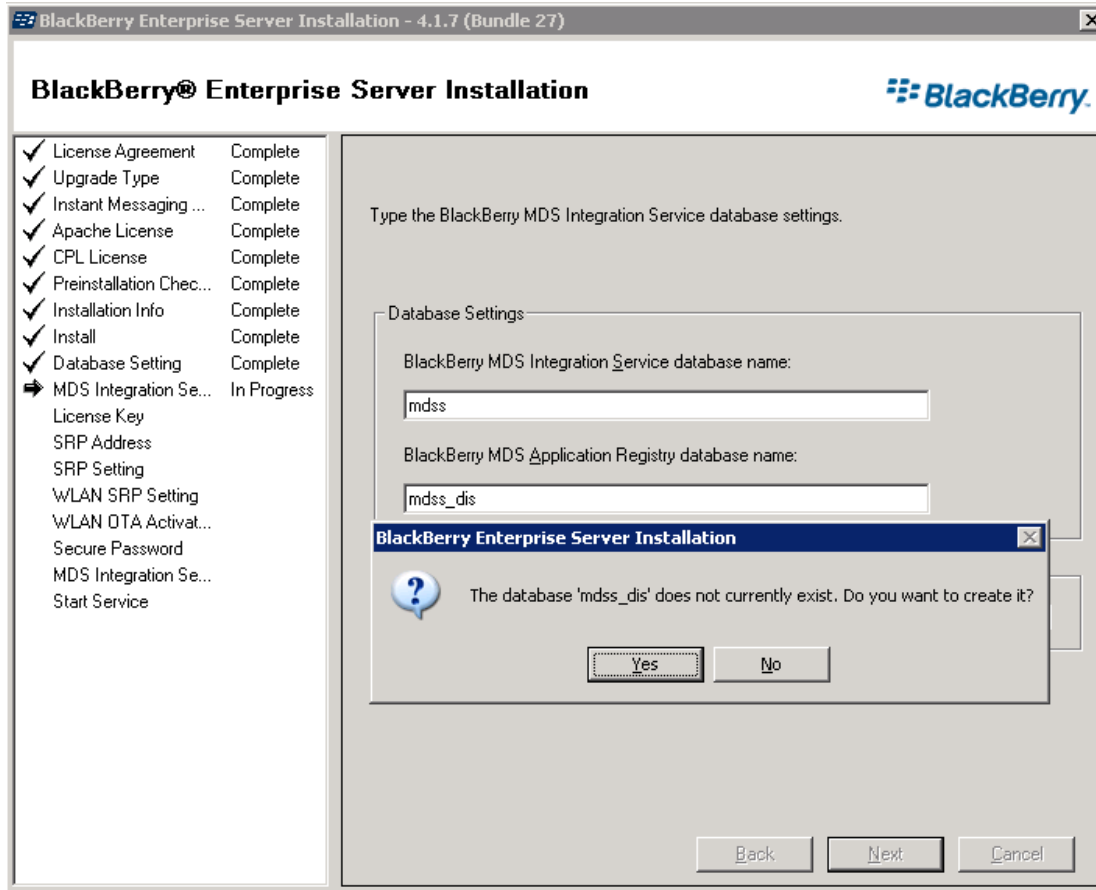 BlackBerry Enterprise Server Installation - 4.1.7 (Bundle 27)
BlackBerry® Enterprise Server Installation
BlackBerry.
License Agreement Complete
Upgrade Type Complete
Instant Messaging ... Complete
Apache License Complete
CPL License Complete
Preinstallation Chec... Complete
Installation Info Complete
Install Complete
Database Setting Complete
MDS Integration Se... In Progress
License Key
SRP Address
SRP Setting
WLAN SRP Setting
WLAN OTA Activat...
Secure Password
MDS Integration Se...
Start Service
Type the BlackBerry MDS Integration Service database settings.
Database Settings
BlackBerry MDS Integration Service database name:
mdss
BlackBerry MDS Application Registry database name:
mdss_dis
BlackBerry Enterprise Server Installation
The database 'mdss_dis' does not currently exist. Do you want to create it?
Yes No
Back Next Cancel